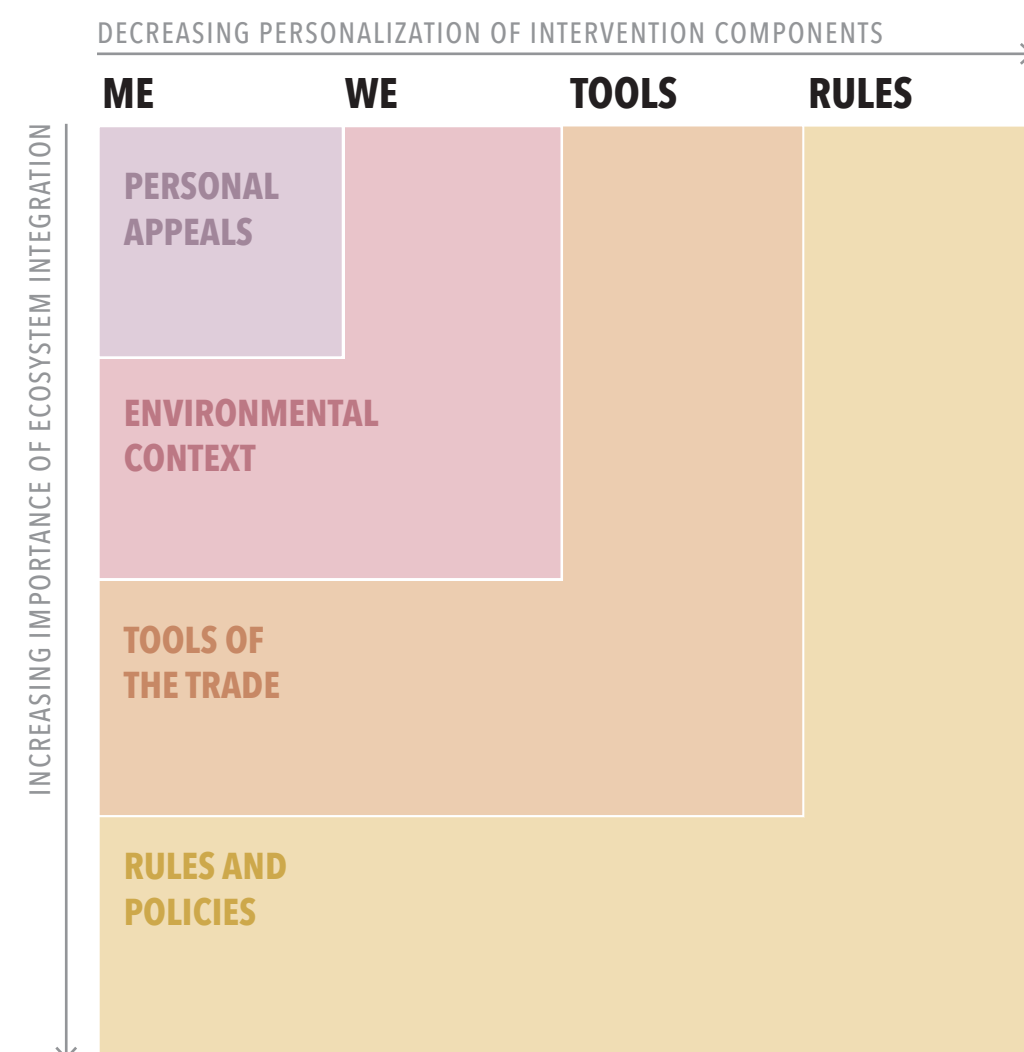 DECREASING PERSONALIZATION OF INTERVENTION COMPONENTS
ME
WE
TOOLS
RULES
INCREASING IMPORTANCE OF ECOSYSTEM INTEGRATION
PERSONAL
APPEALS
ENVIRONMENTAL
CONTEXT
TOOLS OF
THE TRADE
RULES AND
POLICIES